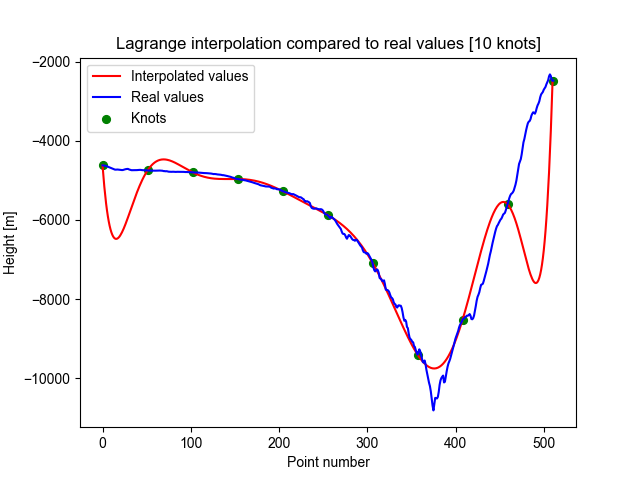 Lagrange interpolation compared to real values [10 knots]
Interpolated values
Real values
Knots
−2000
−4000
−6000
−8000
−10000
Height [m]
0
100
200
300
400
500
Point number